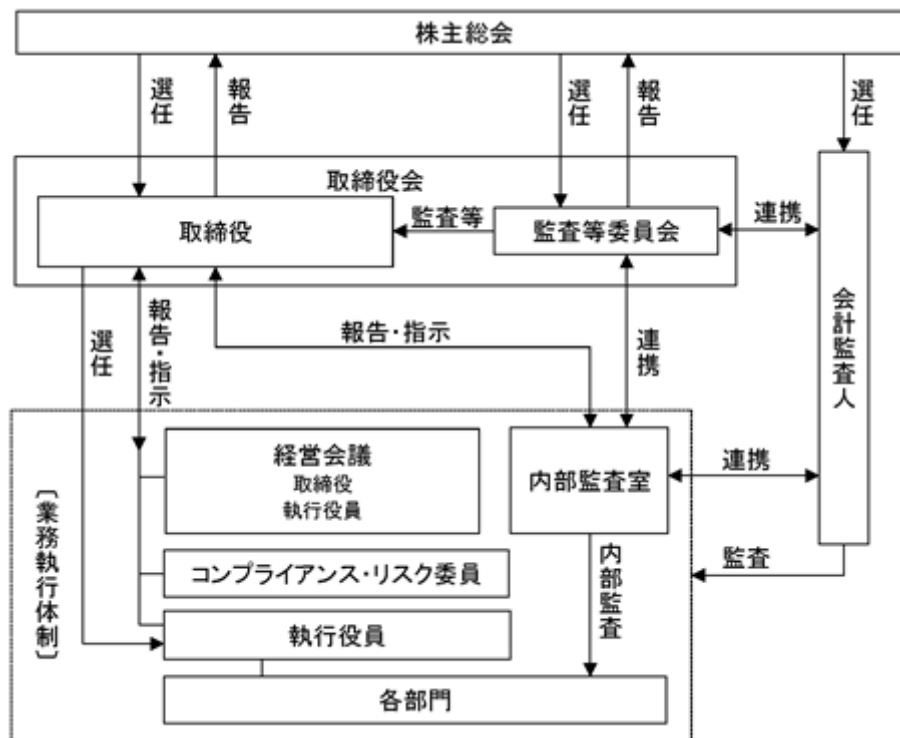 株主総会
選任
報告
選任
報告
選任
取締役会
取締役
監査等
監査等委員会
連携
会計監査人
選任
報告・指示
報告・指示
連携
〔業務執行体制〕
経営会議
取締役
執行役員
内部監査室
連携
コンプライアンス・リスク委員
内部監査
監査
執行役員
各部門